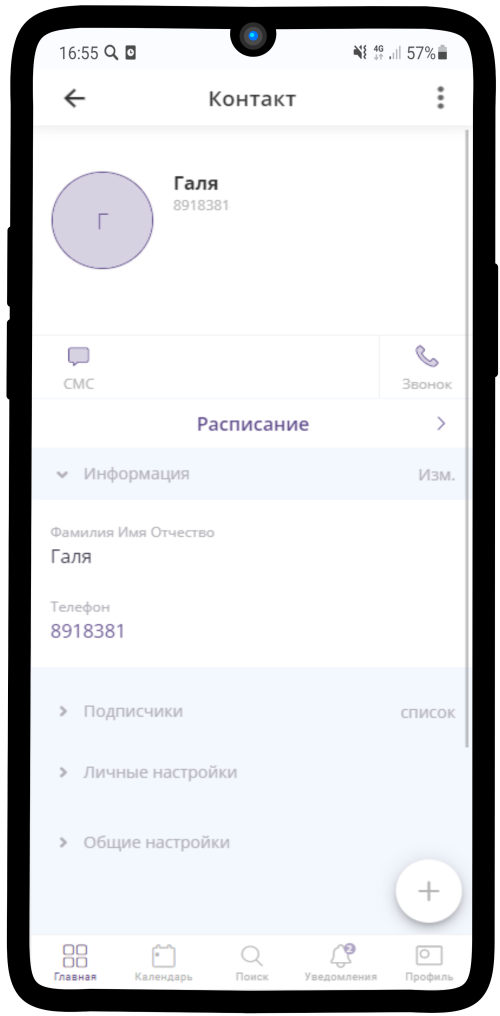 16:55 4G 57%
Контакт
Г
Галя
8918381
СМС
Звонок
Расписание
Информация Изм.
Фамилия Имя Отчество
Галя
Телефон
8918381
Подписчики список
Личные настройки
Общие настройки
2
Главная Календарь Поиск Уведомления Профиль